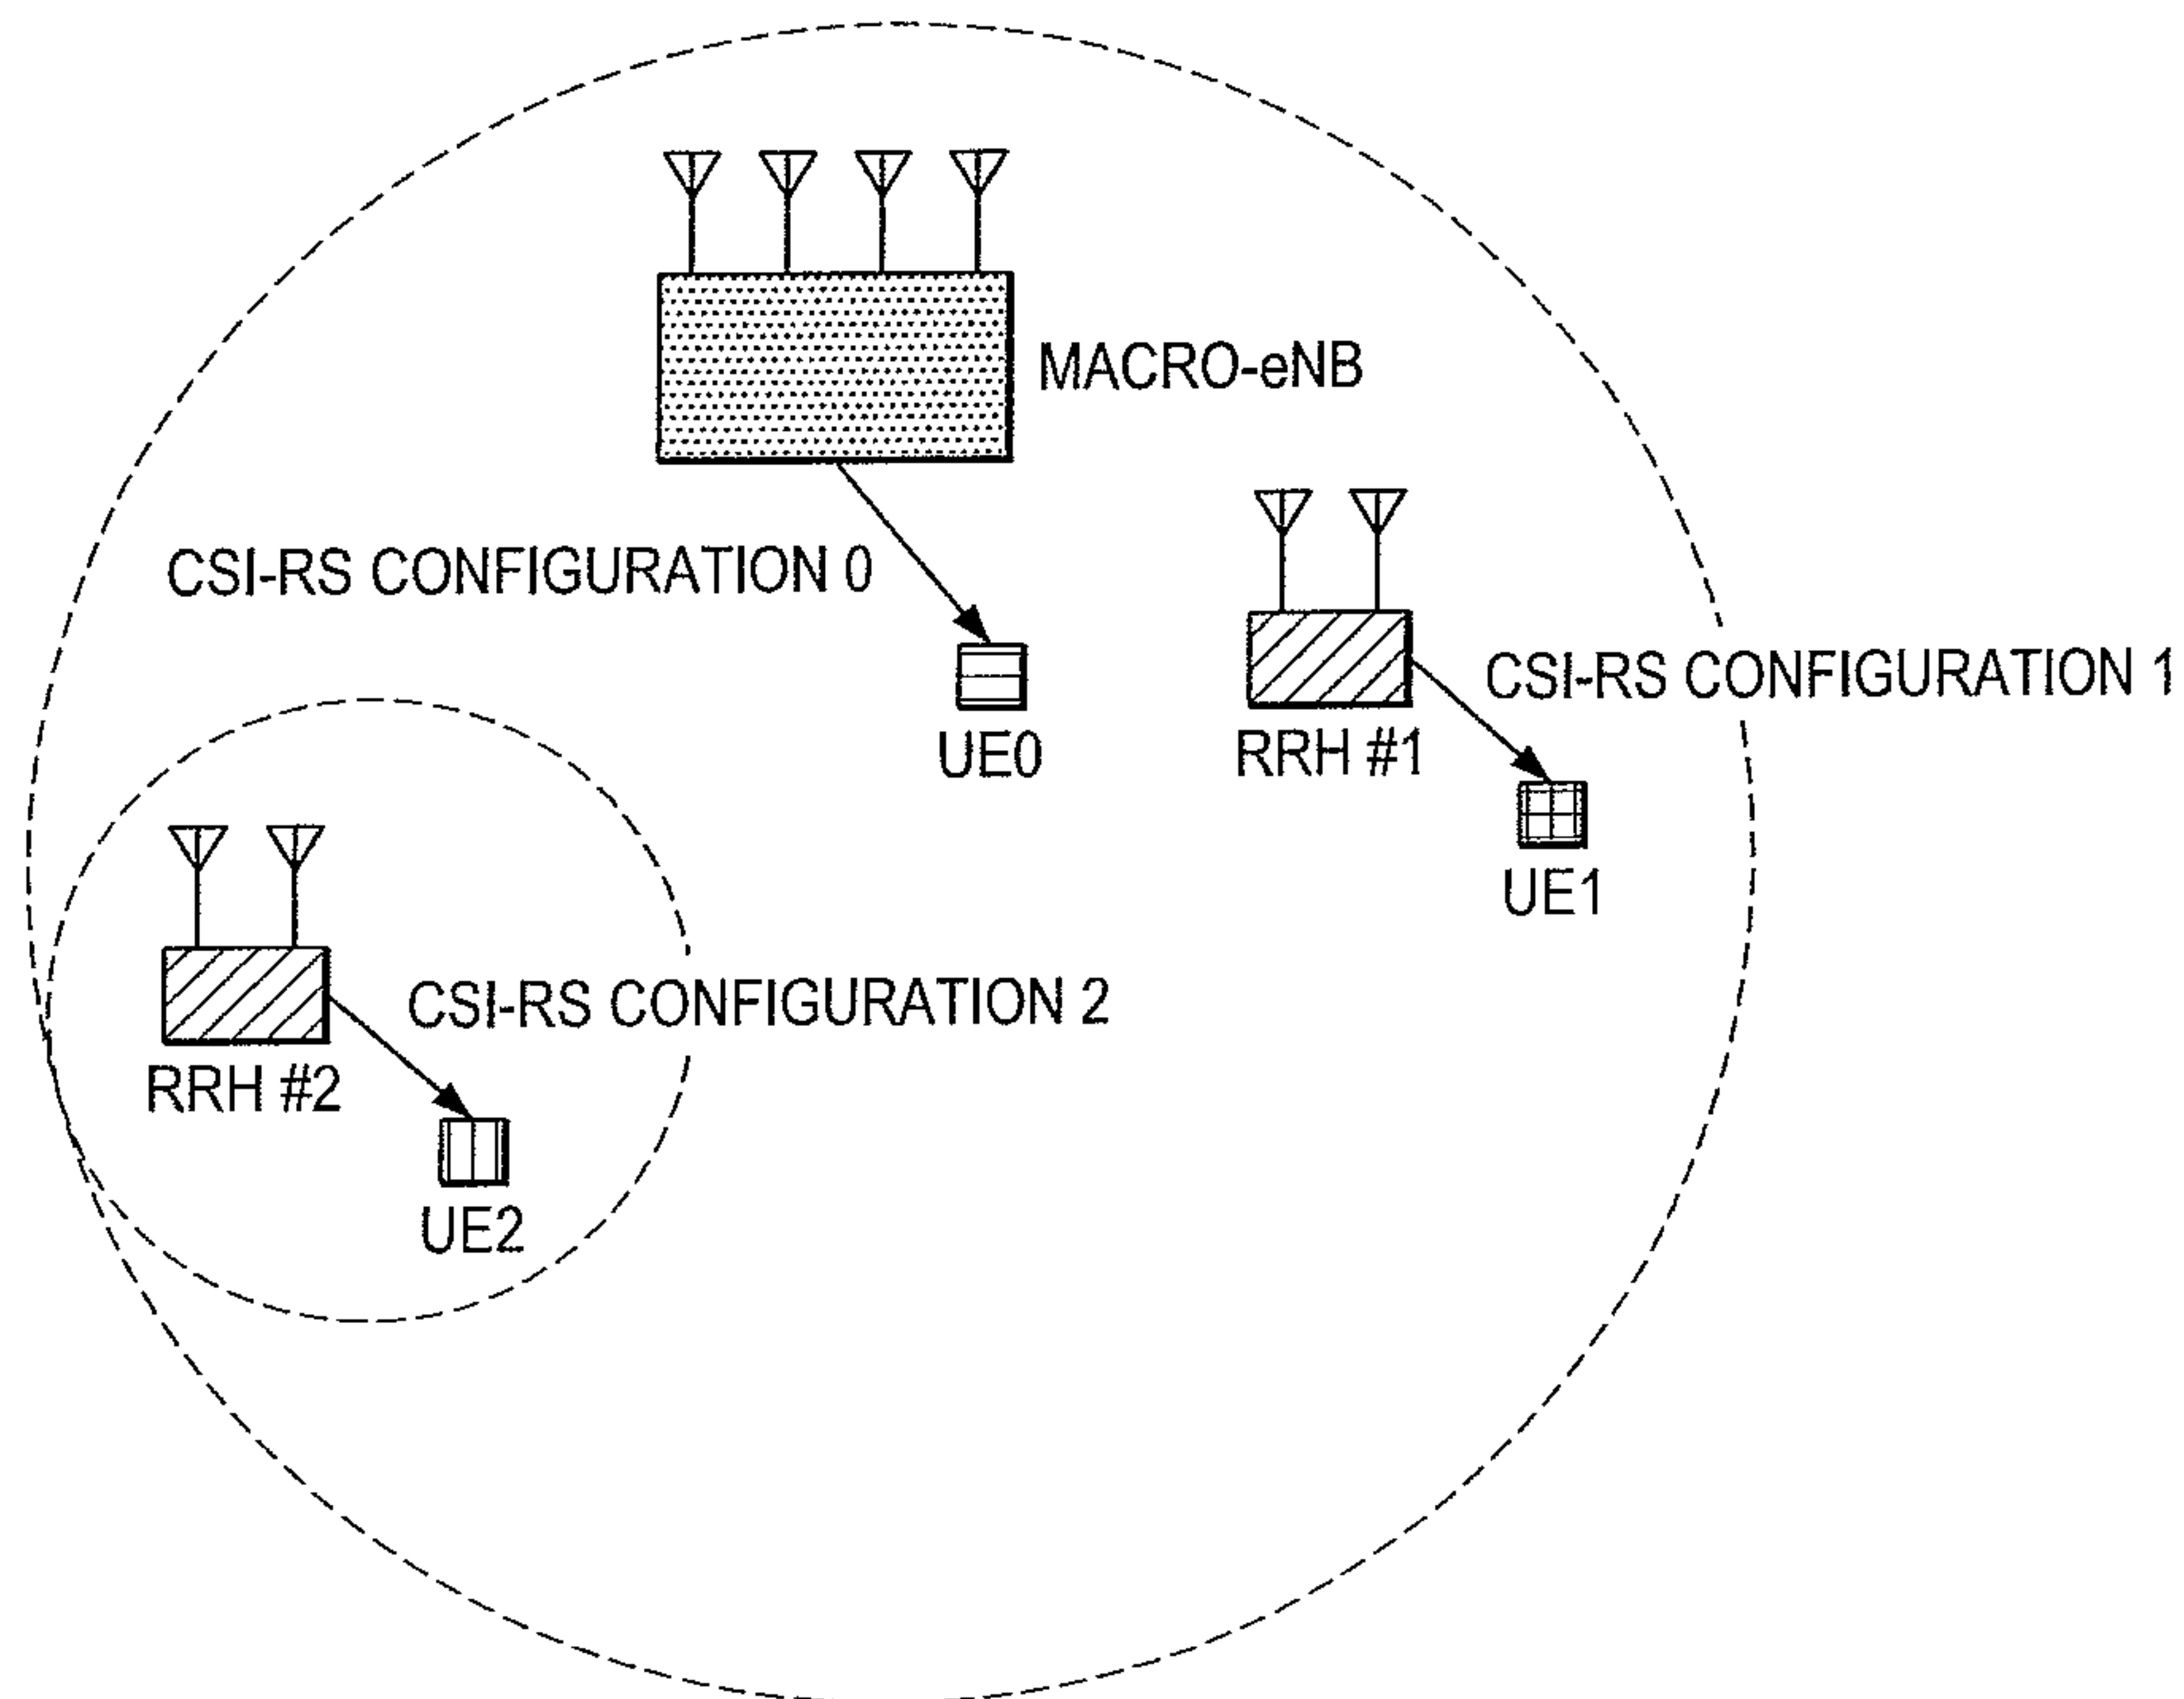 MACRO-eNB
CSI-RS CONFIGURATION 0
CSI-RS CONFIGURATION 1
UE0
RRH #1
UE1
CSI-RS CONFIGURATION 2
RRH #2
UE2